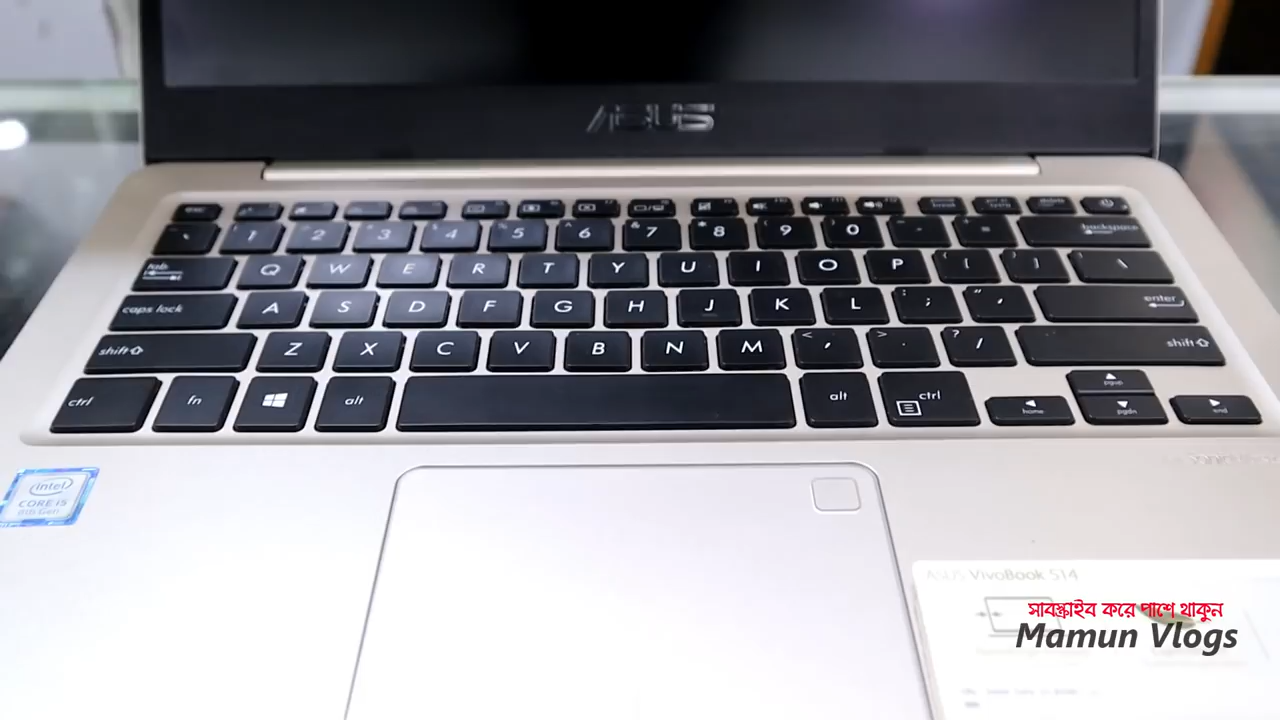 ASUS
esc
1 2 3 4 5 6 7 8 9 0 - = backspace
tab Q W E R T Y U I O P [ ] \
caps lock A S D F G H J K L ; ' enter
shift Z X C V B N M , . / shift
ctrl fn alt alt ctrl home pgup pgdn end
intel
CORE i5
8th Gen
ASUS VivoBook S14
সাবস্ক্রাইব করে পাশে থাকুন
Mamun Vlogs